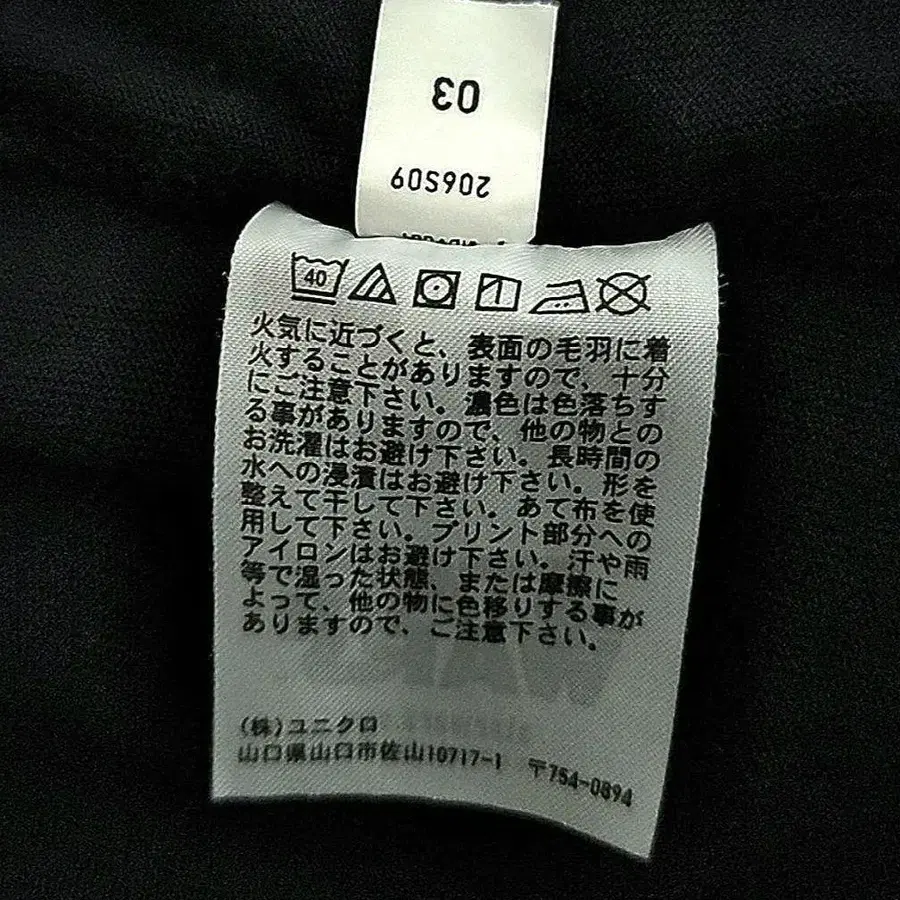 03
206S09
40
火気に近づくと、表面の毛羽に着
火することがありますので、十分
にご注意下さい。濃色は色落ちす
る事がありますので、他の物との
お洗濯はお避け下さい。長時間の
水への浸漬はお避け下さい。形を
整えて干して下さい。あて布を使
用して下さい。プリント部分への
アイロンはお避け下さい。汗や雨
等で湿った状態、または摩擦に
よって、他の物に色移りする事が
ありますので、ご注意下さい。
(株)ユニクロ
山口県山口市佐山10717-1 〒754-0894